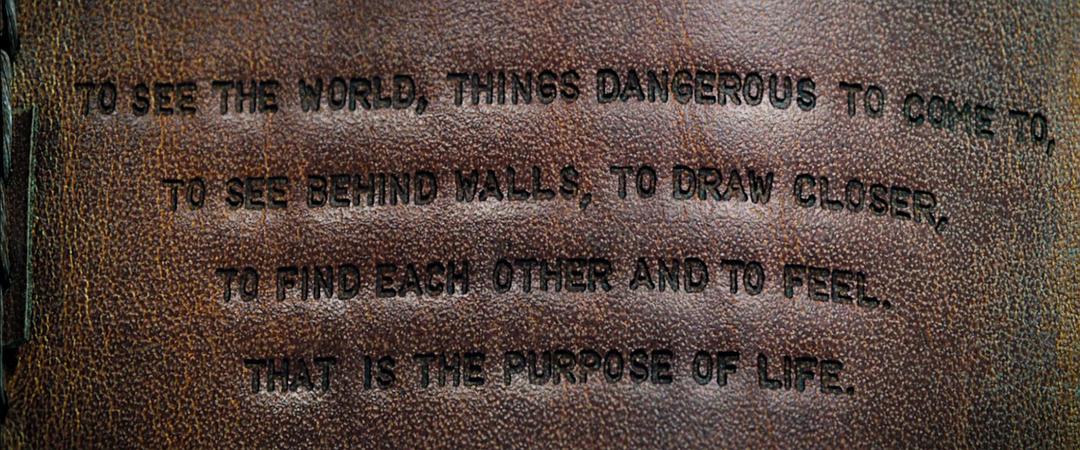 TO SEE THE WORLD, THINGS DANGEROUS TO COME TO,
TO SEE BEHIND WALLS, TO DRAW CLOSER,
TO FIND EACH OTHER AND TO FEEL.
THAT IS THE PURPOSE OF LIFE.